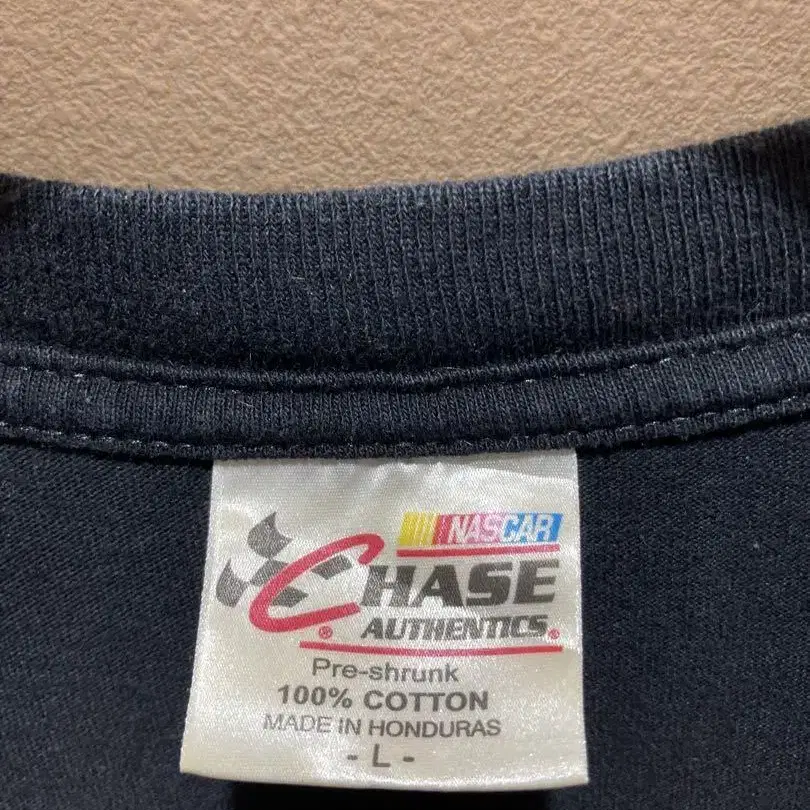 NASCAR
CHASE
®
AUTHENTICS®
Pre-shrunk
100% COTTON
MADE IN HONDURAS
- L -